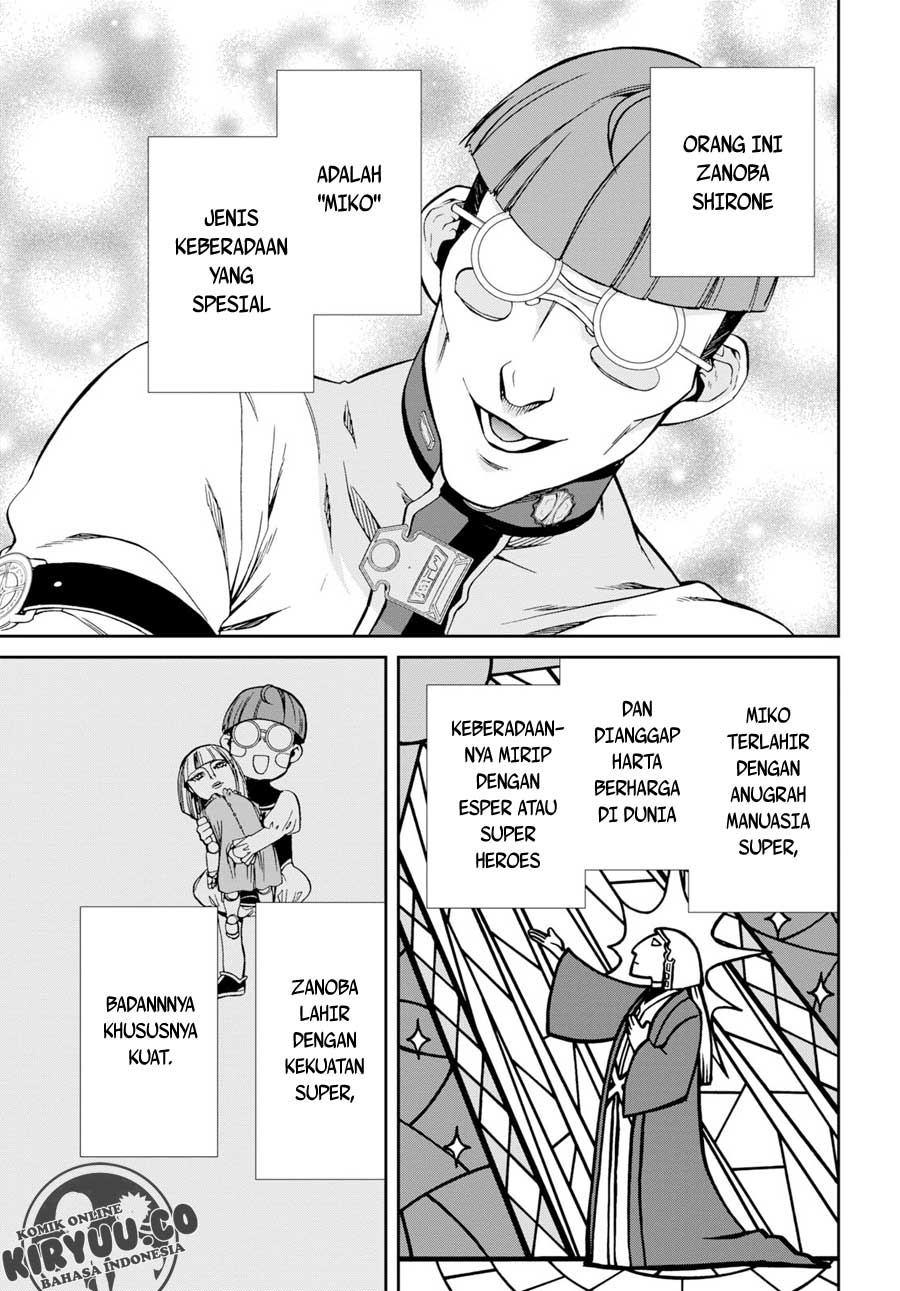 ORANG INI
ZANOBA
SHIRONE
ADALAH
"MIKO"
JENIS
KEBERADAAN
YANG
SPESIAL
MIKO
TERLAHIR
DENGAN
ANUGRAH
MANUASIA
SUPER,
DAN
DIANGGAP
HARTA
BERHARGA
DI DUNIA
KEBERADAAN-
NYA MIRIP
DENGAN
ESPER ATAU
SUPER
HEROES
ZANOBA
LAHIR
DENGAN
KEKUATAN
SUPER,
BADANNNYA
KHUSUSNYA
KUAT.
KOMIK ONLINE
KIRYUU.CO
BAHASA INDONESIA